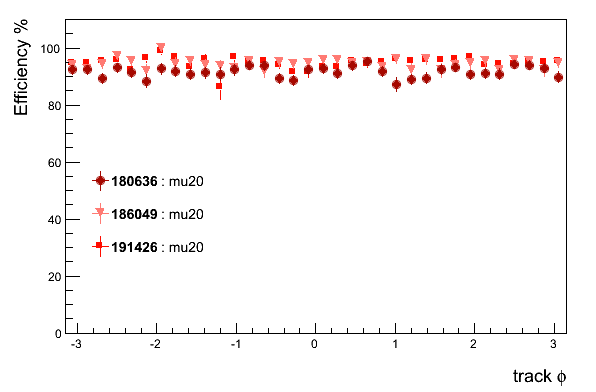 Efficiency %
100
80
60
40
20
0
180636 : mu20
186049 : mu20
191426 : mu20
-3 -2 -1 0 1 2 3
track ϕ